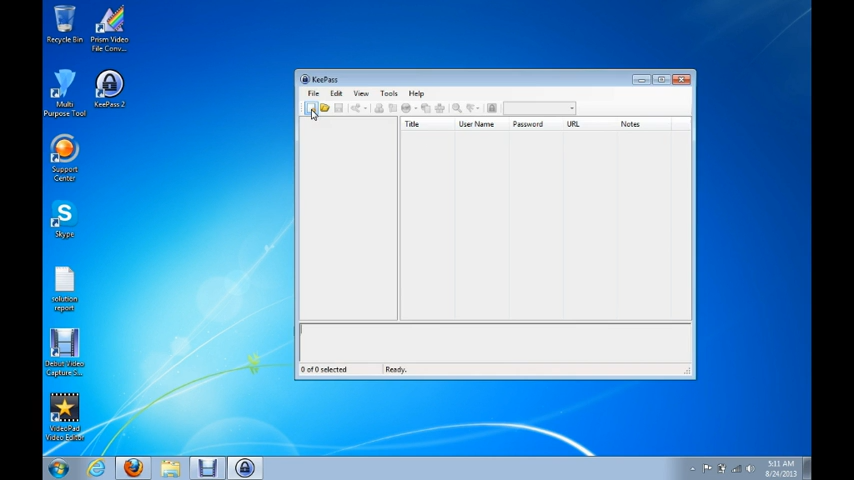 Recycle Bin
Prism Video
File Conv...
Multi
Purpose Tool
KeePass 2
Support
Center
Skype
solution
report
Debut Video
Capture S...
VideoPad
Video Editor
KeePass
File Edit View Tools Help
Title User Name Password URL Notes
0 of 0 selected Ready.
5:11 AM
8/24/2013